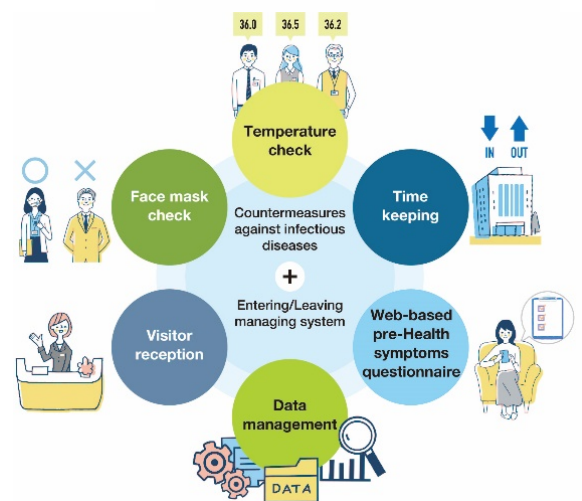 36.0 36.5 36.2
Temperature
check
IN OUT
Face mask
check
Time
keeping
Countermeasures
against infectious
diseases
+
Entering/Leaving
managing system
Visitor
reception
Web-based
pre-Health
symptoms
questionnaire
Data
management
DATA